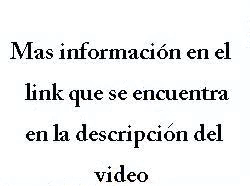 Mas información en el
link que se encuentra
en la descripción del
video